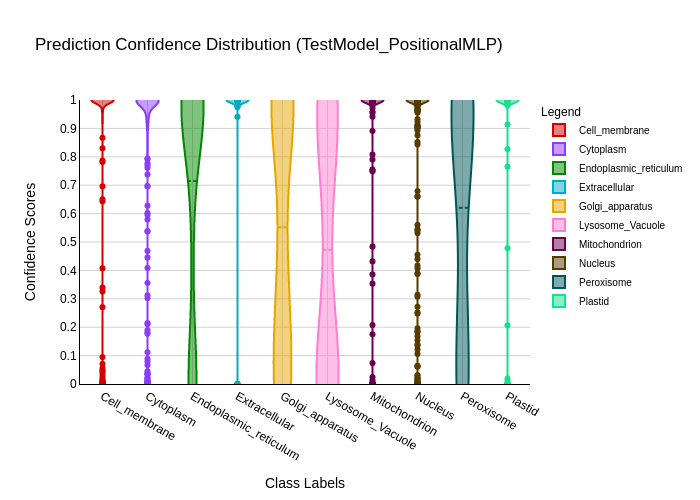 Prediction Confidence Distribution (TestModel_PositionalMLP)
Legend
Cell_membrane
Cytoplasm
Endoplasmic_reticulum
Extracellular
Golgi_apparatus
Lysosome_Vacuole
Mitochondrion
Nucleus
Peroxisome
Plastid
Confidence Scores
1
0.9
0.8
0.7
0.6
0.5
0.4
0.3
0.2
0.1
0
Cell_membrane
Cytoplasm
Endoplasmic_reticulum
Extracellular
Golgi_apparatus
Lysosome_Vacuole
Mitochondrion
Nucleus
Peroxisome
Plastid
Class Labels